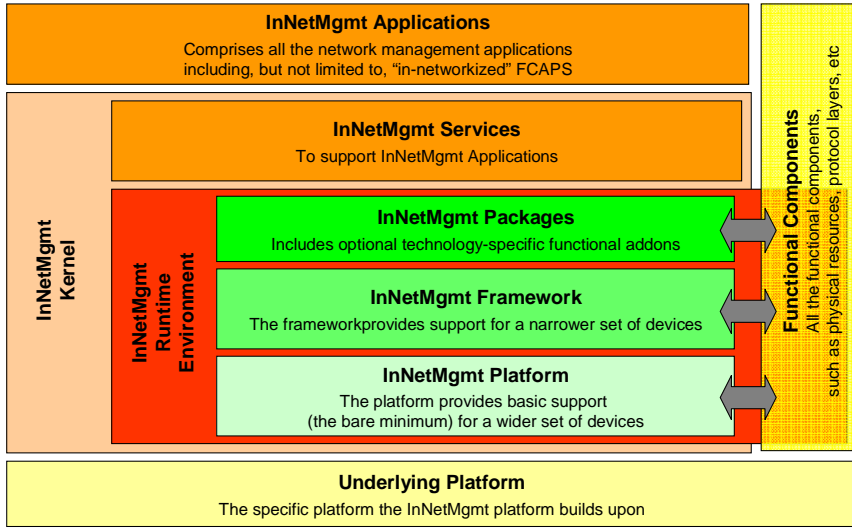 InNetMgmt Applications
Comprises all the network management applications
including, but not limited to, “in-networkized” FCAPS
InNetMgmt
Kernel
InNetMgmt Services
To support InNetMgmt Applications
InNetMgmt
Runtime
Environment
InNetMgmt Packages
Includes optional technology-specific functional addons
InNetMgmt Framework
The frameworkprovides support for a narrower set of devices
InNetMgmt Platform
The platform provides basic support
(the bare minimum) for a wider set of devices
Functional Components
All the functional components,
such as physical resources, protocol layers, etc
Underlying Platform
The specific platform the InNetMgmt platform builds upon